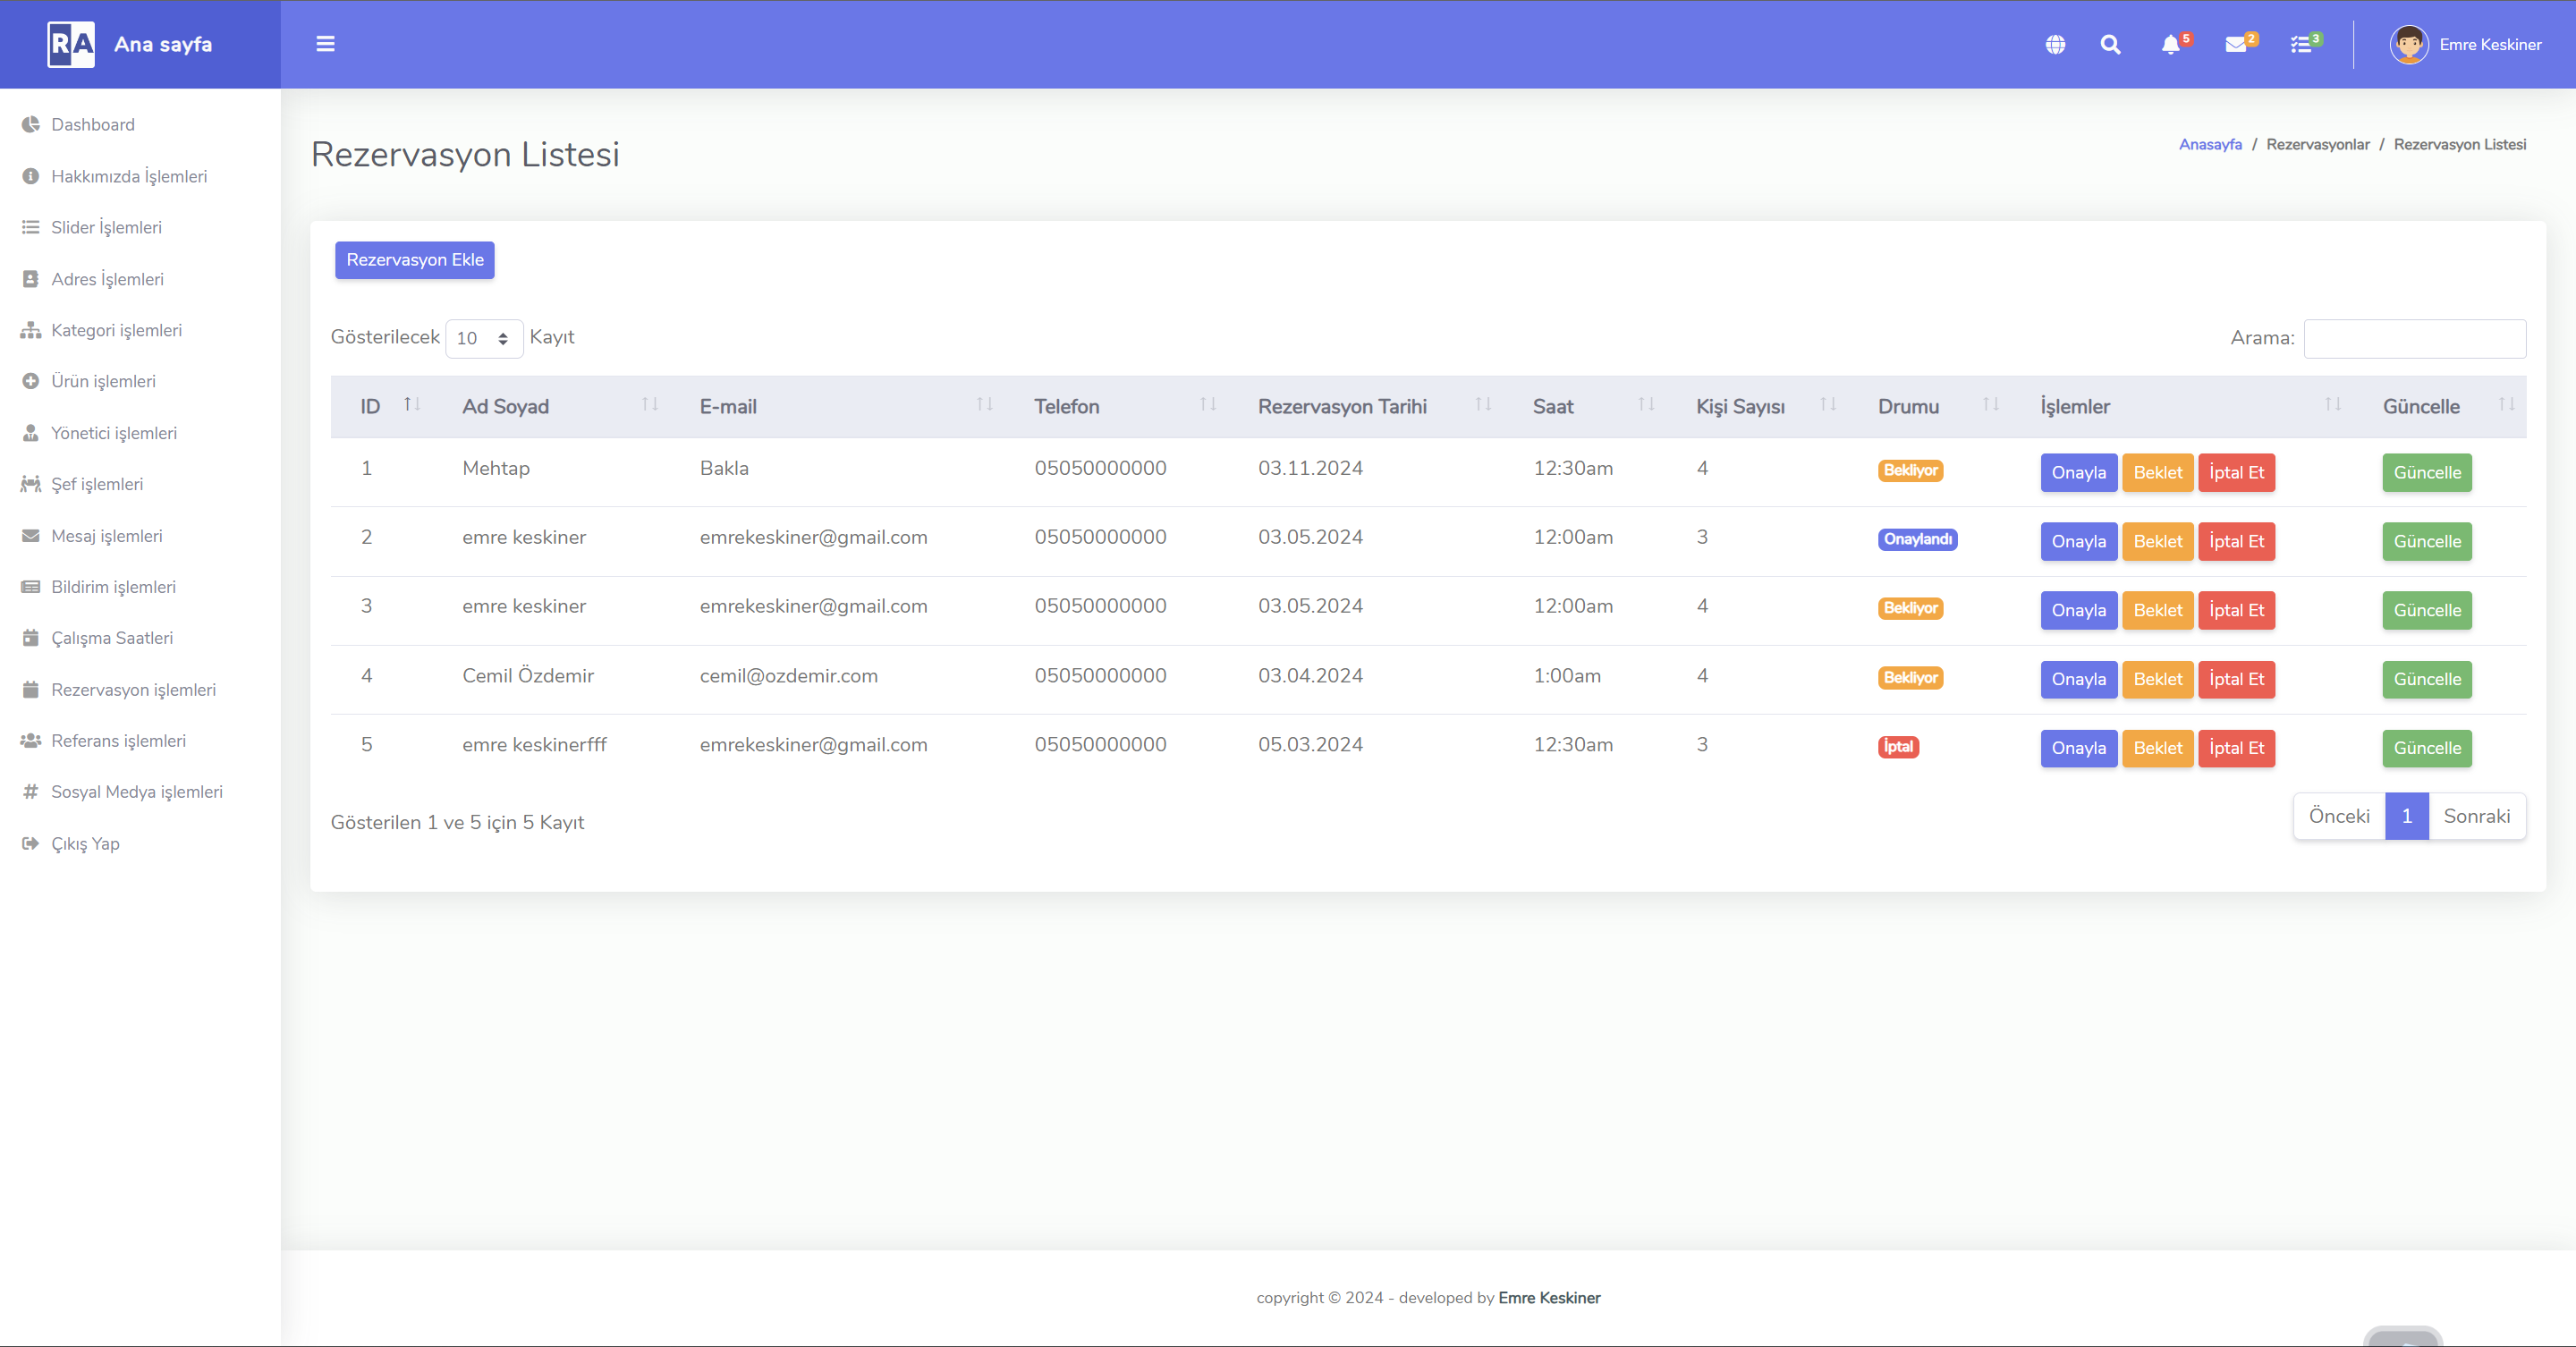 RA Ana sayfa
5 2 3 Emre Keskiner
Dashboard
Hakkımızda İşlemleri
Slider İşlemleri
Adres İşlemleri
Kategori işlemleri
Ürün işlemleri
Yönetici işlemleri
Şef işlemleri
Mesaj işlemleri
Bildirim işlemleri
Çalışma Saatleri
Rezervasyon işlemleri
Referans işlemleri
Sosyal Medya işlemleri
Çıkış Yap
Rezervasyon Listesi
Anasayfa / Rezervasyonlar / Rezervasyon Listesi
Rezervasyon Ekle
Gösterilecek 10 Kayıt
Arama:
ID Ad Soyad E-mail Telefon Rezervasyon Tarihi Saat Kişi Sayısı Drumu İşlemler Güncelle
1 Mehtap Bakla 05050000000 03.11.2024 12:30am 4 Bekliyor Onayla Beklet İptal Et Güncelle
2 emre keskiner emrekeskiner@gmail.com 05050000000 03.05.2024 12:00am 3 Onaylandı Onayla Beklet İptal Et Güncelle
3 emre keskiner emrekeskiner@gmail.com 05050000000 03.05.2024 12:00am 4 Bekliyor Onayla Beklet İptal Et Güncelle
4 Cemil Özdemir cemil@ozdemir.com 05050000000 03.04.2024 1:00am 4 Bekliyor Onayla Beklet İptal Et Güncelle
5 emre keskinerfff emrekeskiner@gmail.com 05050000000 05.03.2024 12:30am 3 İptal Onayla Beklet İptal Et Güncelle
Gösterilen 1 ve 5 için 5 Kayıt
Önceki 1 Sonraki
copyright © 2024 - developed by Emre Keskiner